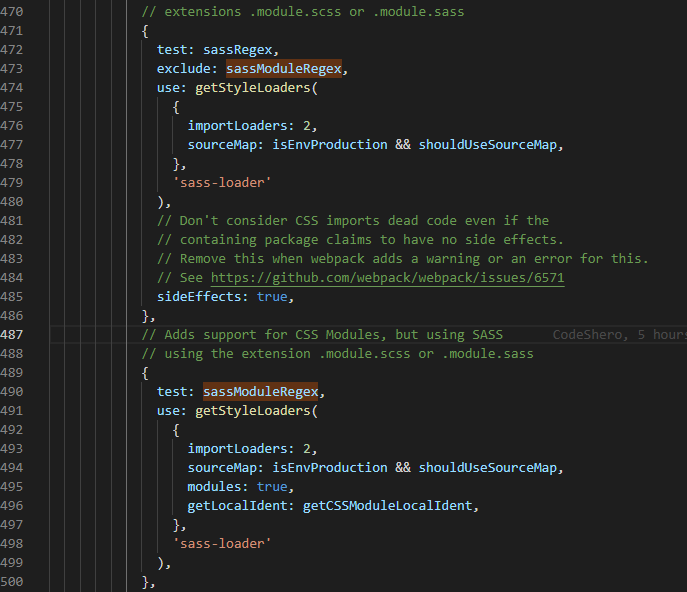 470 // extensions .module.scss or .module.sass
471 {
472 test: sassRegex,
473 exclude: sassModuleRegex,
474 use: getStyleLoaders(
475 {
476 importLoaders: 2,
477 sourceMap: isEnvProduction && shouldUseSourceMap,
478 },
479 'sass-loader'
480 ),
481 // Don't consider CSS imports dead code even if the
482 // containing package claims to have no side effects.
483 // Remove this when webpack adds a warning or an error for this.
484 // See https://github.com/webpack/webpack/issues/6571
485 sideEffects: true,
486 },
487 // Adds support for CSS Modules, but using SASS CodeShero, 5 hours
488 // using the extension .module.scss or .module.sass
489 {
490 test: sassModuleRegex,
491 use: getStyleLoaders(
492 {
493 importLoaders: 2,
494 sourceMap: isEnvProduction && shouldUseSourceMap,
495 modules: true,
496 getLocalIdent: getCSSModuleLocalIdent,
497 },
498 'sass-loader'
499 ),
500 },